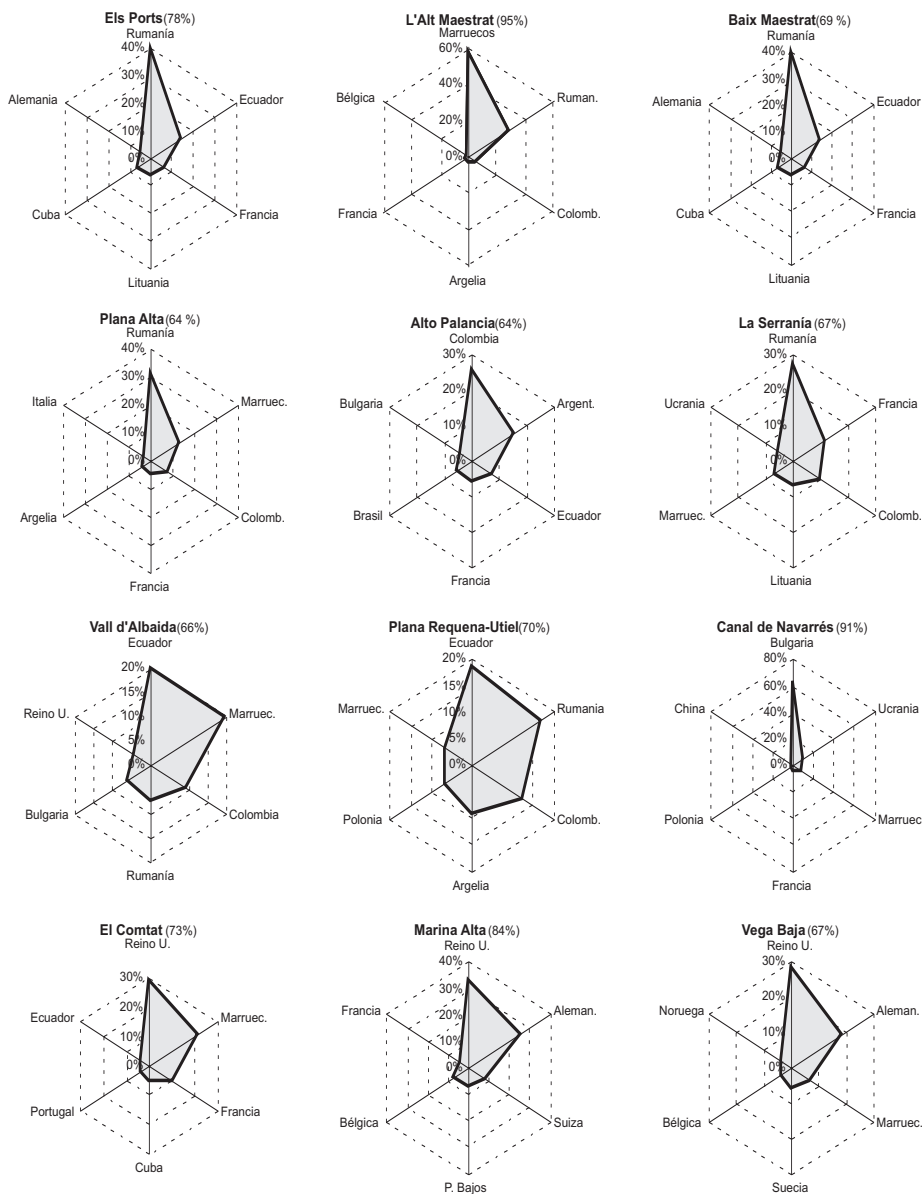 Els Ports (78%)
Rumanía
40%
30%
20%
10%
0%
Alemania
Ecuador
Cuba
Francia
Lituania
L'Alt Maestrat (95%)
Marruecos
60%
40%
20%
0%
Bélgica
Ruman.
Francia
Colomb.
Argelia
Baix Maestrat (69 %)
Rumanía
40%
30%
20%
10%
0%
Alemania
Ecuador
Cuba
Francia
Lituania
Plana Alta (64 %)
Rumanía
40%
30%
20%
10%
0%
Italia
Marruec.
Argelia
Colomb.
Francia
Alto Palancia (64%)
Colombia
30%
20%
10%
0%
Bulgaria
Argent.
Brasil
Ecuador
Francia
La Serranía (67%)
Rumanía
30%
20%
10%
0%
Ucrania
Francia
Marruec.
Colomb.
Lituania
Vall d'Albaida (66%)
Ecuador
20%
15%
10%
5%
0%
Reino U.
Marruec.
Bulgaria
Colombia
Rumanía
Plana Requena-Utiel (70%)
Ecuador
20%
15%
10%
5%
0%
Marruec.
Rumania
Polonia
Colomb.
Argelia
Canal de Navarrés (91%)
Bulgaria
80%
60%
40%
20%
0%
China
Ucrania
Polonia
Marruec
Francia
El Comtat (73%)
Reino U.
30%
20%
10%
0%
Ecuador
Marruec.
Portugal
Francia
Cuba
Marina Alta (84%)
Reino U.
40%
30%
20%
10%
0%
Francia
Aleman.
Bélgica
Suiza
P. Bajos
Vega Baja (67%)
Reino U.
30%
20%
10%
0%
Noruega
Aleman.
Bélgica
Marruec.
Suecia